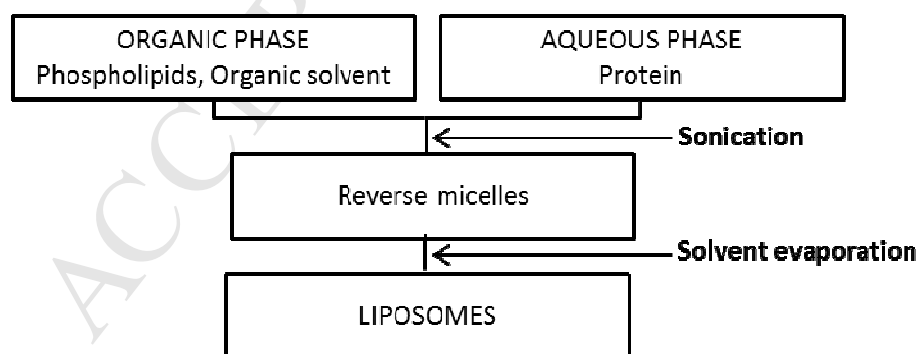 ORGANIC PHASE
Phospholipids, Organic solvent
AQUEOUS PHASE
Protein
Sonication
Reverse micelles
Solvent evaporation
LIPOSOMES